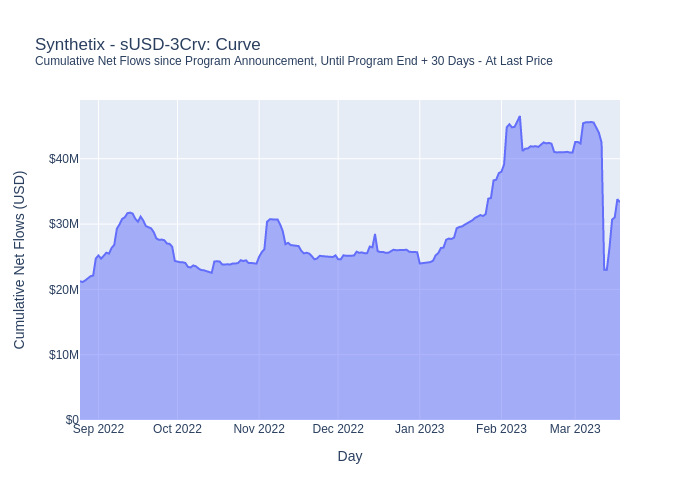 Synthetix - sUSD-3Crv: Curve
Cumulative Net Flows since Program Announcement, Until Program End + 30 Days - At Last Price
Cumulative Net Flows (USD)
$40M
$30M
$20M
$10M
$0
Sep 2022 Oct 2022 Nov 2022 Dec 2022 Jan 2023 Feb 2023 Mar 2023
Day